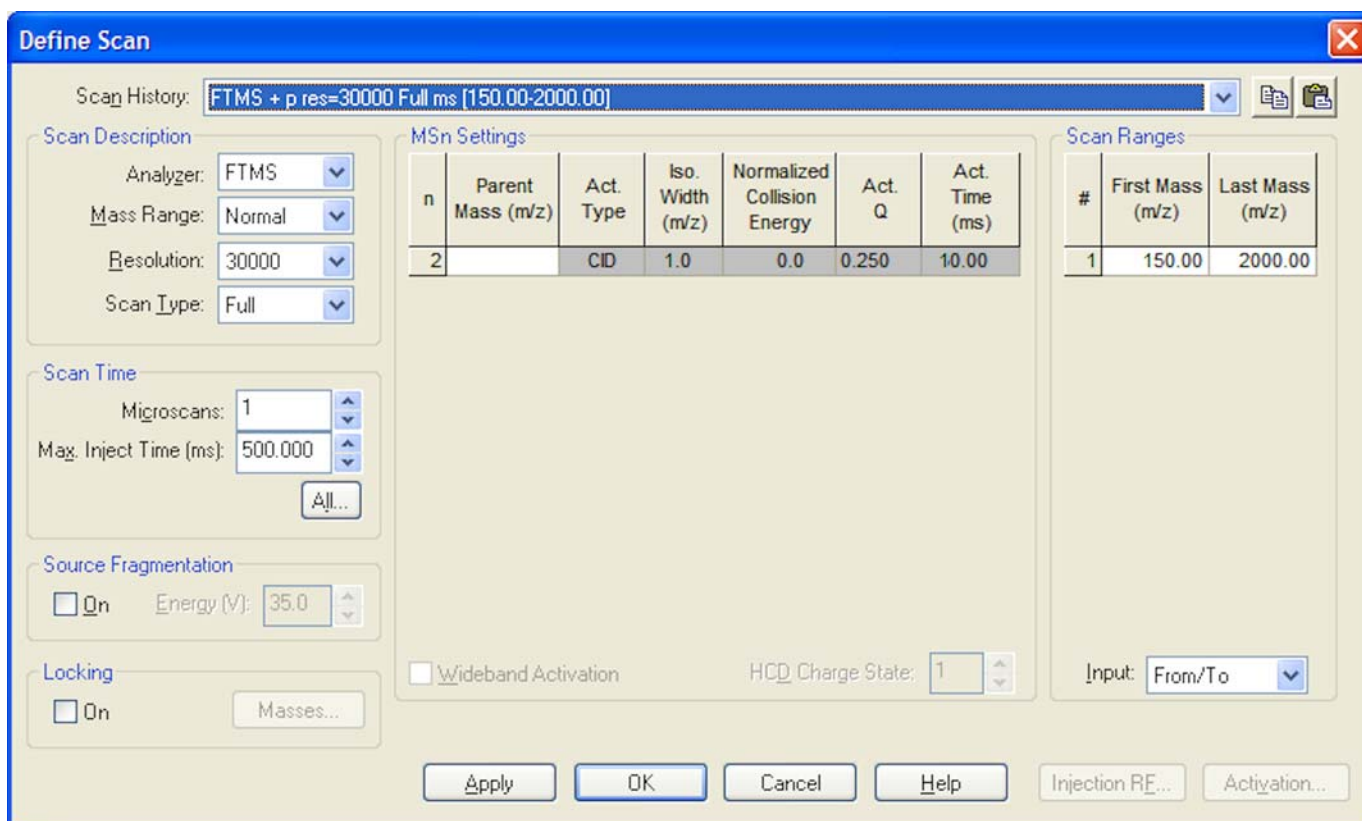 Define Scan
Scan History: FTMS + p res=30000 Full ms [150.00-2000.00]
Scan Description
Analyzer: FTMS
Mass Range: Normal
Resolution: 30000
Scan Type: Full
Scan Time
Microscans: 1
Max. Inject Time (ms): 500.000
All...
Source Fragmentation
On Energy (V): 35.0
Locking
On Masses...
MSn Settings
n Parent Mass (m/z) Act. Type Iso. Width (m/z) Normalized Collision Energy Act. Q Act. Time (ms)
2 CID 1.0 0.0 0.250 10.00
Wideband Activation HCD Charge State: 1
Scan Ranges
# First Mass (m/z) Last Mass (m/z)
1 150.00 2000.00
Input: From/To
Apply OK Cancel Help Injection RF... Activation...